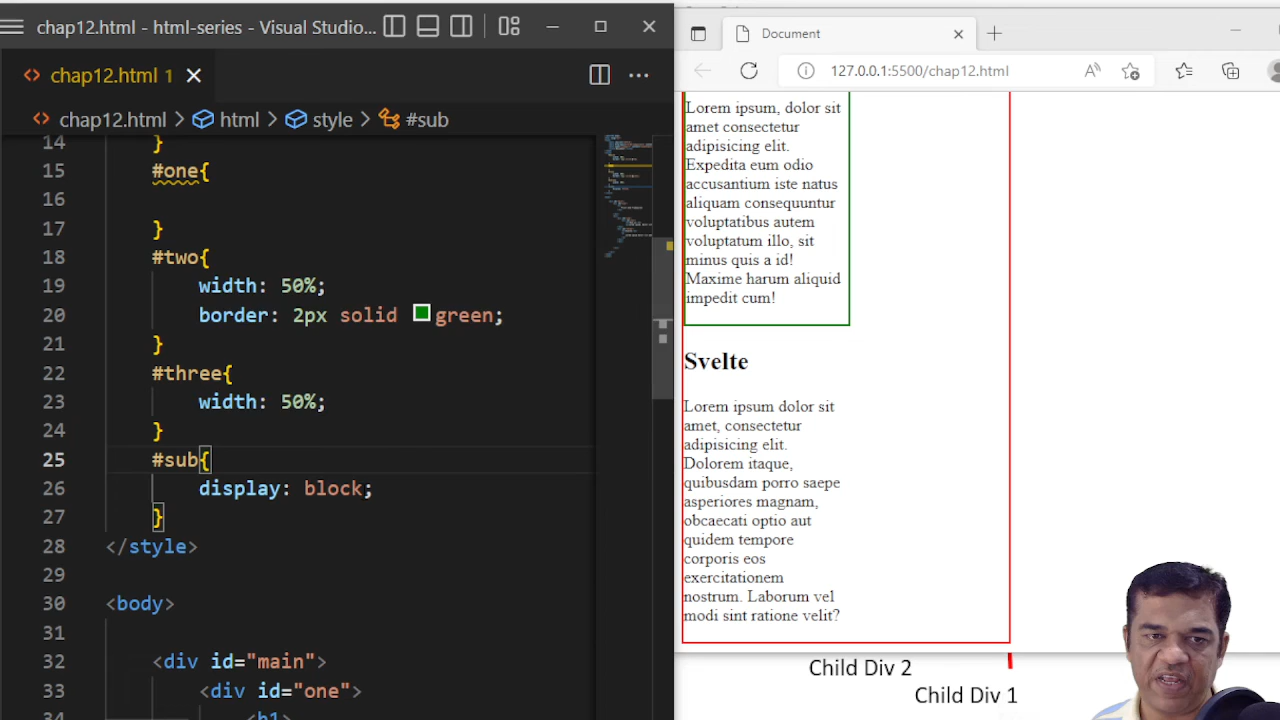 chap12.html - html-series - Visual Studio...
chap12.html 1
chap12.html > html > style > #sub
14 }
15 #one{
16
17 }
18 #two{
19 width: 50%;
20 border: 2px solid green;
21 }
22 #three{
23 width: 50%;
24 }
25 #sub{
26 display: block;
27 }
28 </style>
29
30 <body>
31
32 <div id="main">
33 <div id="one">
34 <h1>
Document
127.0.0.1:5500/chap12.html
Lorem ipsum, dolor sit
amet consectetur
adipisicing elit.
Expedita eum odio
accusantium iste natus
aliquam consequuntur
voluptatibus autem
voluptatum illo, sit
minus quis a id!
Maxime harum aliquid
impedit cum!
Svelte
Lorem ipsum dolor sit
amet, consectetur
adipisicing elit.
Dolorem itaque,
quibusdam porro saepe
asperiores magnam,
obcaecati optio aut
quidem tempore
corporis eos
exercitationem
nostrum. Laborum vel
modi sint ratione velit?
Child Div 2
Child Div 1